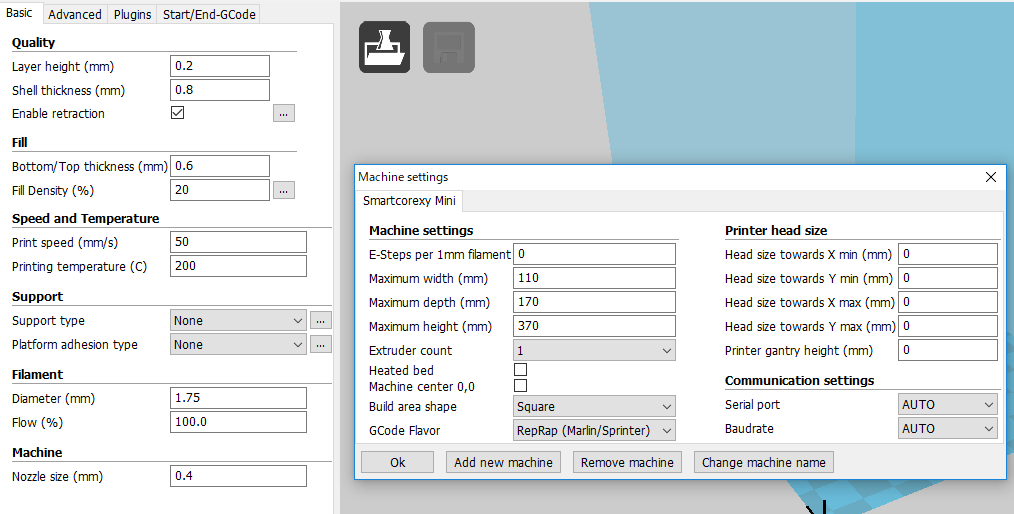 Basic Advanced Plugins Start/End-GCode
Quality
Layer height (mm) 0.2
Shell thickness (mm) 0.8
Enable retraction ...
Fill
Bottom/Top thickness (mm) 0.6
Fill Density (%) 20 ...
Speed and Temperature
Print speed (mm/s) 50
Printing temperature (C) 200
Support
Support type None ...
Platform adhesion type None ...
Filament
Diameter (mm) 1.75
Flow (%) 100.0
Machine
Nozzle size (mm) 0.4
Machine settings
Smartcorexy Mini
Machine settings
E-Steps per 1mm filament 0
Maximum width (mm) 110
Maximum depth (mm) 170
Maximum height (mm) 370
Extruder count 1
Heated bed
Machine center 0,0
Build area shape Square
GCode Flavor RepRap (Marlin/Sprinter)
Printer head size
Head size towards X min (mm) 0
Head size towards Y min (mm) 0
Head size towards X max (mm) 0
Head size towards Y max (mm) 0
Printer gantry height (mm) 0
Communication settings
Serial port AUTO
Baudrate AUTO
Ok Add new machine Remove machine Change machine name